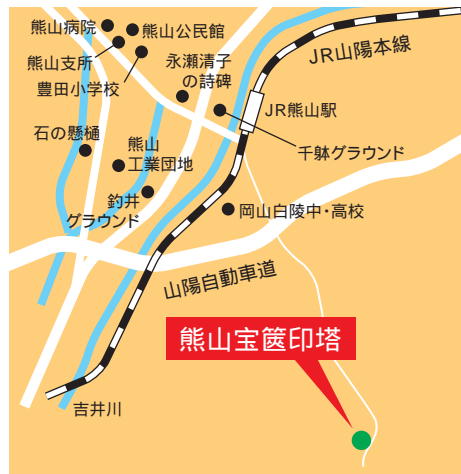 熊山病院
熊山公民館
熊山支所
豊田小学校
永瀬清子
の詩碑
JR山陽本線
JR熊山駅
石の懸樋
熊山
工業団地
千躰グラウンド
釣井
グラウンド
岡山白陵中・高校
山陽自動車道
熊山宝篋印塔
吉井川